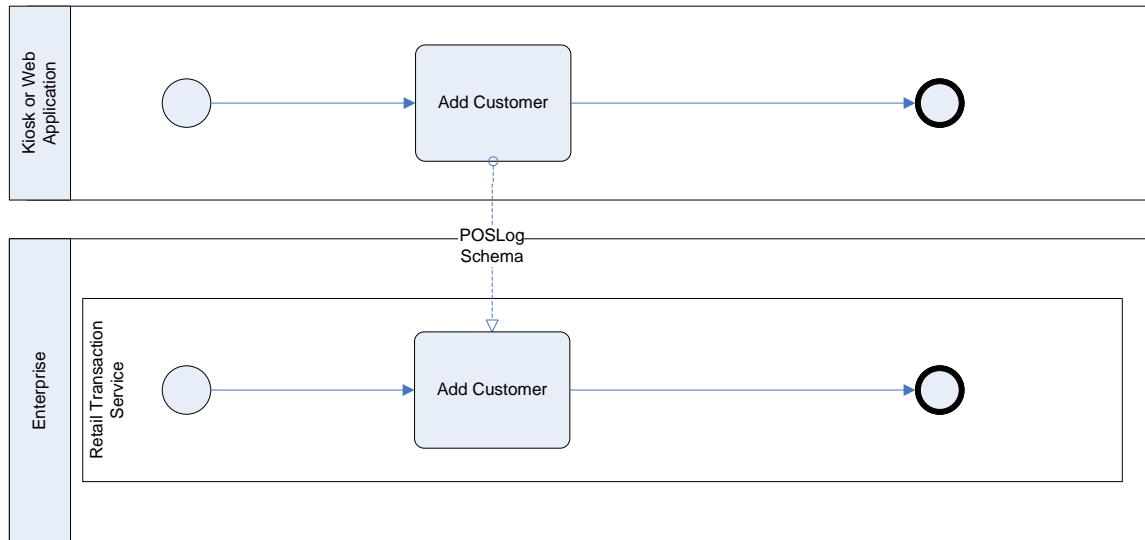 Kiosk or Web
Application
Add Customer
POSLog
Schema
Enterprise
Retail Transaction
Service
Add Customer